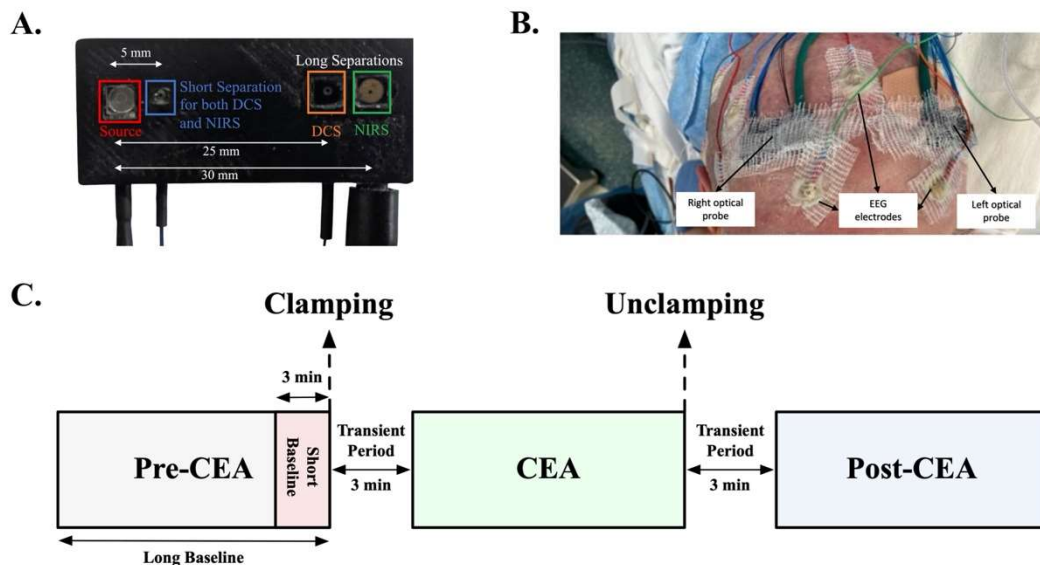 A.
5 mm
Long Separations
Short Separation
for both DCS
and NIRS
Source
DCS
NIRS
25 mm
30 mm
B.
Right optical
probe
EEG
electrodes
Left optical
probe
C.
Clamping
Unclamping
3 min
Pre-CEA
Short
Baseline
Transient
Period
3 min
CEA
Transient
Period
3 min
Post-CEA
Long Baseline